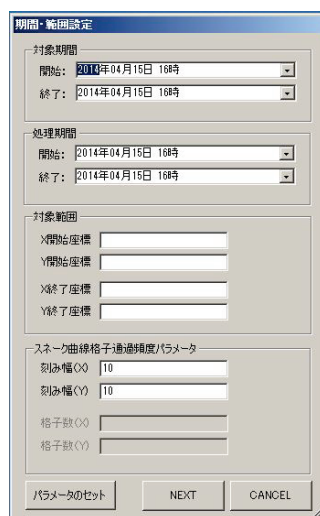 期間・範囲設定
対象期間
開始: 2014年04月15日 16時
終了: 2014年04月15日 16時
処理期間
開始: 2014年04月15日 16時
終了: 2014年04月15日 16時
対象範囲
X開始座標
Y開始座標
X終了座標
Y終了座標
スネーク曲線格子通過頻度パラメータ
刻み幅(X) 10
刻み幅(Y) 10
格子数(X)
格子数(Y)
パラメータのセット NEXT CANCEL